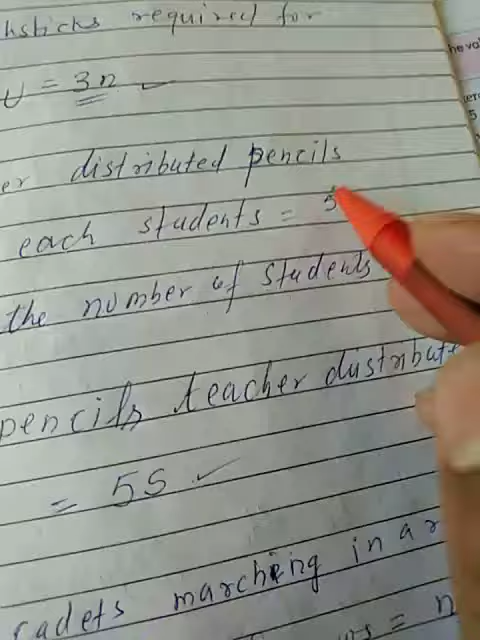 required for
U = 3n
distributed pencils
each students = 5
the number of students
pencils teacher distribute
= 5S
cadets marching in a r
= n